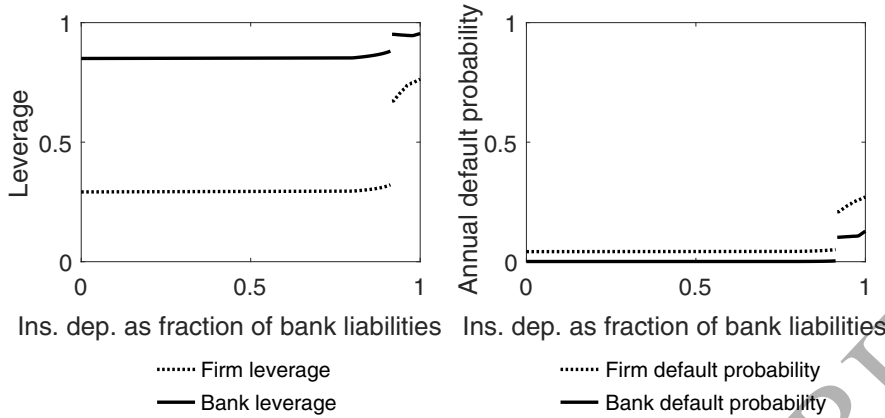 1
0.5
0
0
0.5
1
Leverage
Ins. dep. as fraction of bank liabilities
Firm leverage
Bank leverage
1
0.5
0
0
0.5
1
Annual default probability
Ins. dep. as fraction of bank liabilities
Firm default probability
Bank default probability